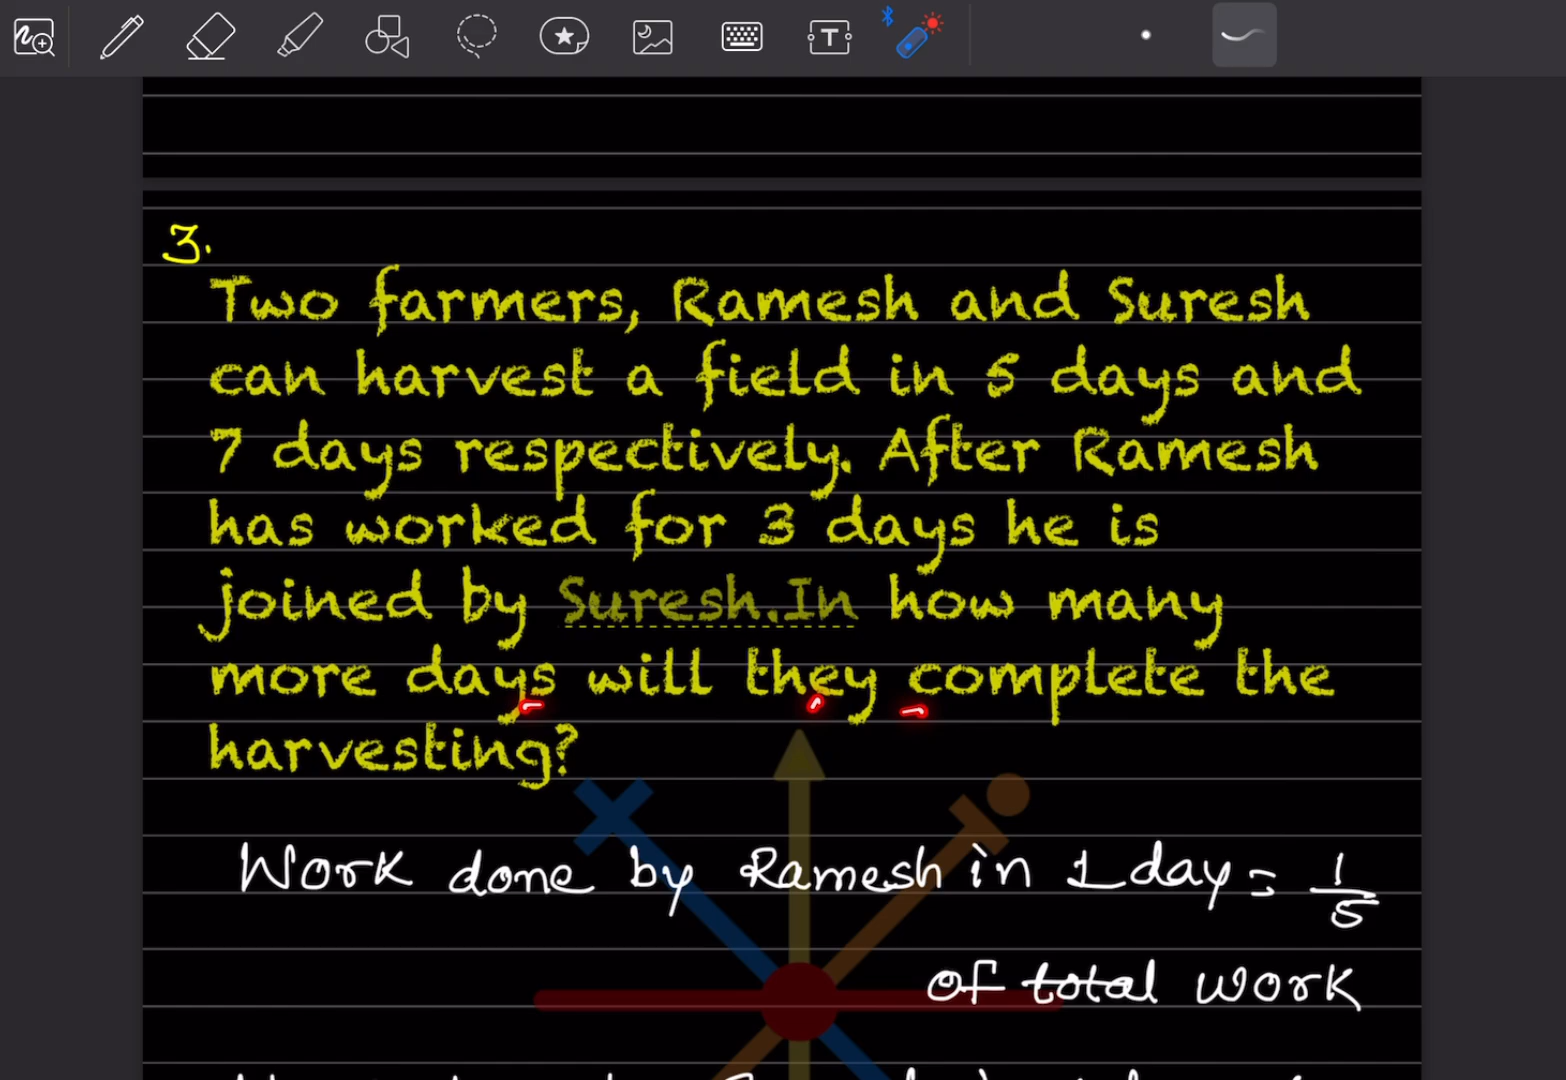 3.
Two farmers, Ramesh and Suresh
can harvest a field in 5 days and
7 days respectively. After Ramesh
has worked for 3 days he is
joined by Suresh.In how many
more days will they complete the
harvesting?
Work done by Ramesh in 1 day = 1/5
of total work